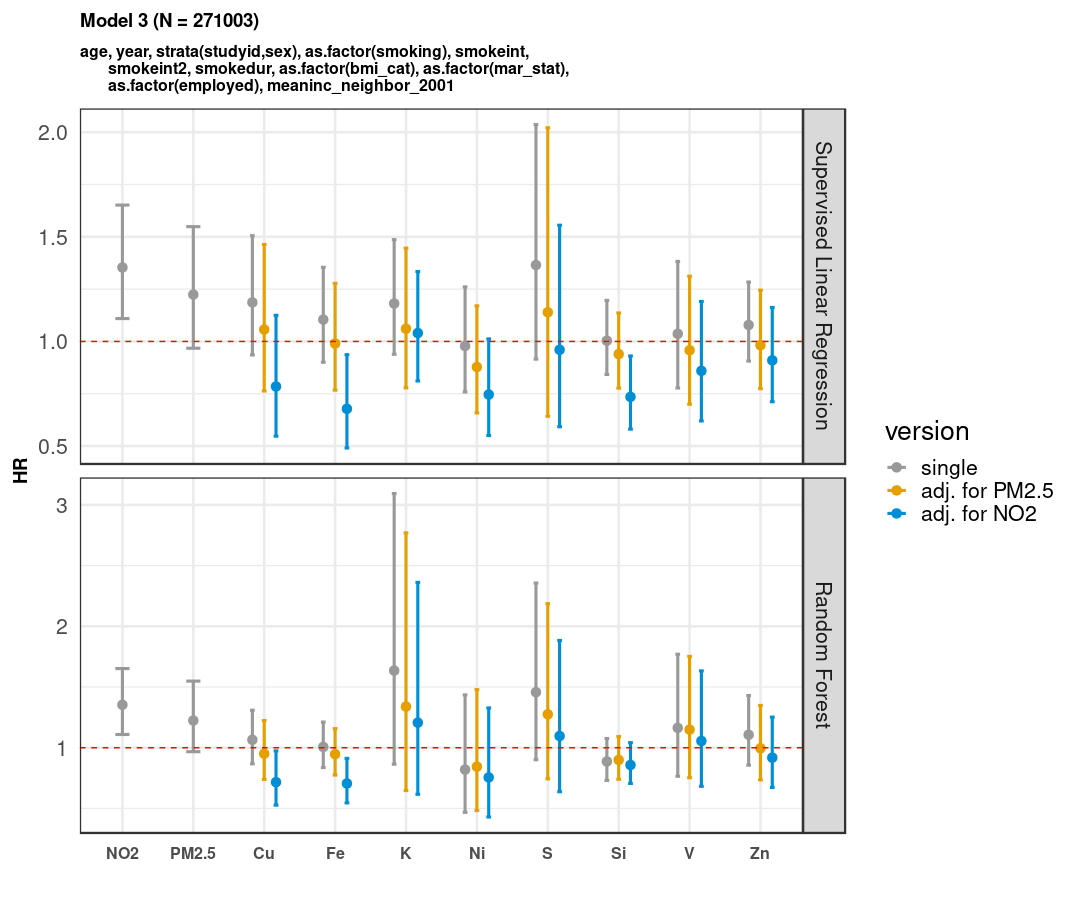 Model 3 (N = 271003)
age, year, strata(studyid,sex), as.factor(smoking), smokeint,
smokeint2, smokedur, as.factor(bmi_cat), as.factor(mar_stat),
as.factor(employed), meaninc_neighbor_2001
2.0
1.5
1.0
0.5
Supervised Linear Regression
HR
3
2
1
Random Forest
NO2 PM2.5 Cu Fe K Ni S Si V Zn
version
single
adj. for PM2.5
adj. for NO2